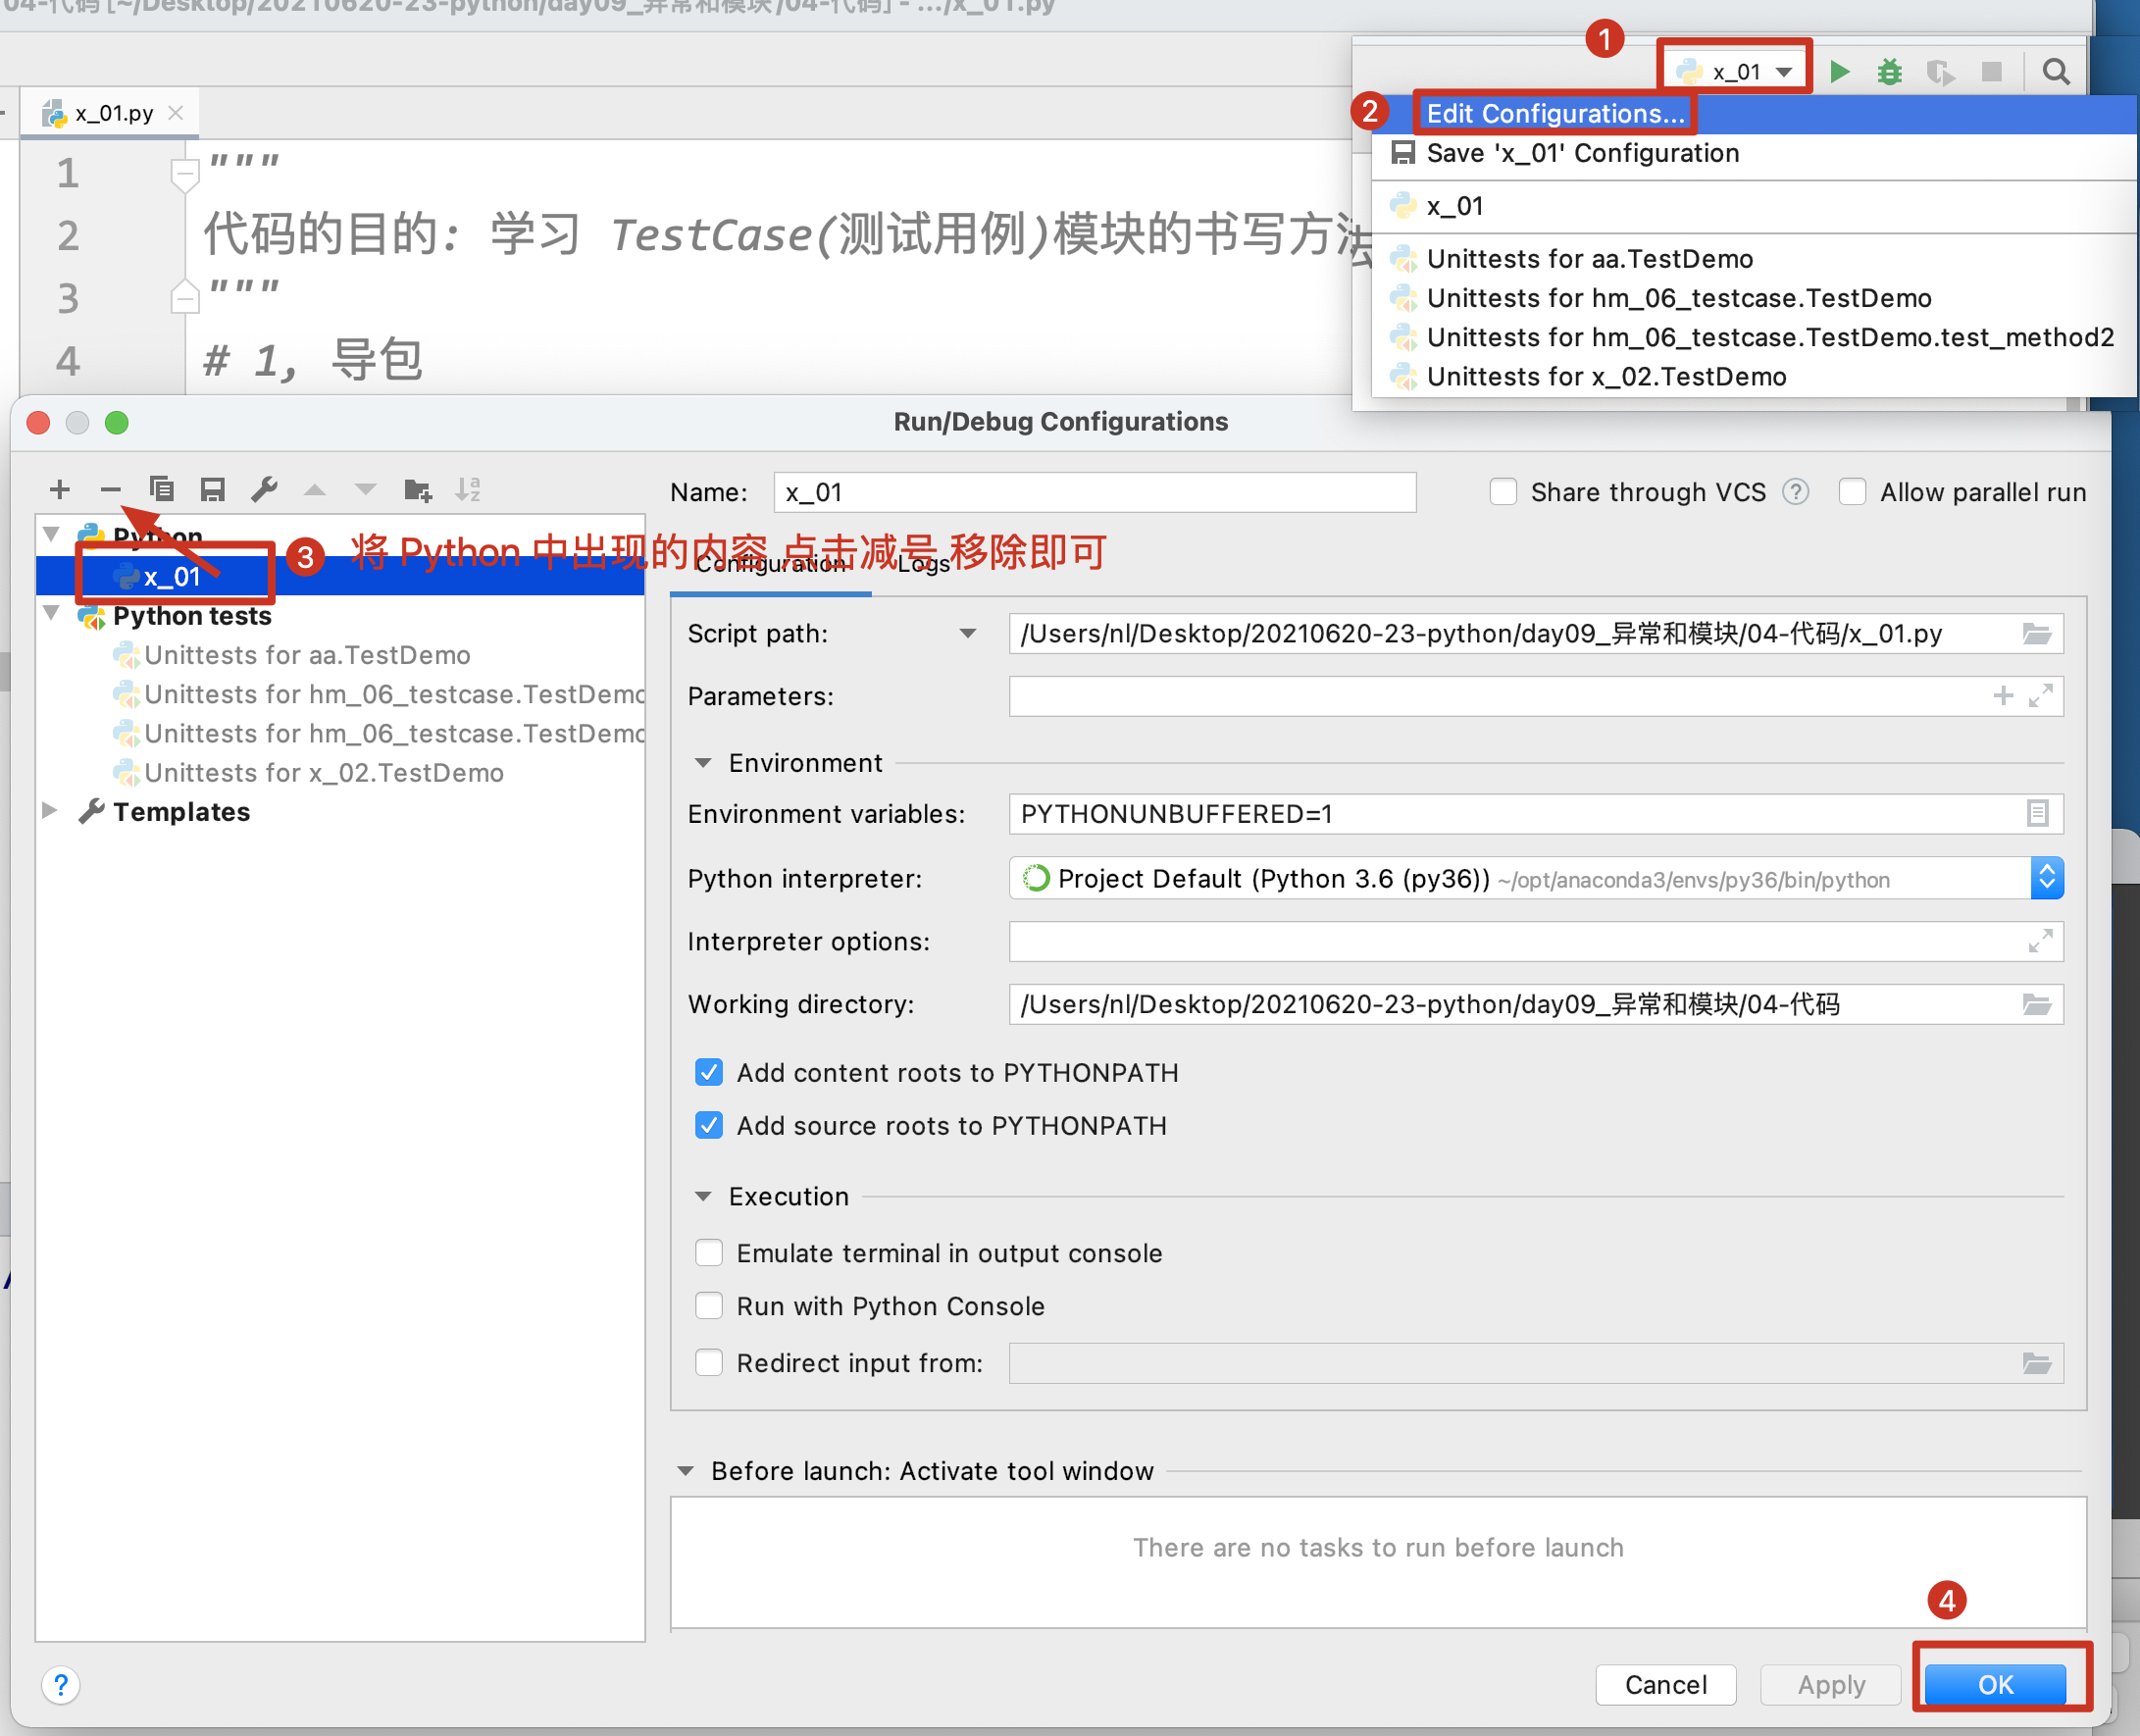 04-代码 [~/Desktop/20210620-23-python/day09_异常和模块/04-代码] - .../x_01.py
1
x_01
x_01.py
2
Edit Configurations...
Save 'x_01' Configuration
x_01
Unittests for aa.TestDemo
Unittests for hm_06_testcase.TestDemo
Unittests for hm_06_testcase.TestDemo.test_method2
Unittests for x_02.TestDemo
1 """
2 代码的目的: 学习 TestCase(测试用例)模块的书写方法
3 """
4 # 1, 导包
Run/Debug Configurations
Name: x_01
Share through VCS ?
Allow parallel run
Python
x_01
3 将 Python 中出现的内容 点击减号 移除即可
Python tests
Unittests for aa.TestDemo
Unittests for hm_06_testcase.TestDemo
Unittests for hm_06_testcase.TestDemo
Unittests for x_02.TestDemo
Templates
Configuration Logs
Script path: /Users/nl/Desktop/20210620-23-python/day09_异常和模块/04-代码/x_01.py
Parameters:
Environment
Environment variables: PYTHONUNBUFFERED=1
Python interpreter: Project Default (Python 3.6 (py36)) ~/opt/anaconda3/envs/py36/bin/python
Interpreter options:
Working directory: /Users/nl/Desktop/20210620-23-python/day09_异常和模块/04-代码
Add content roots to PYTHONPATH
Add source roots to PYTHONPATH
Execution
Emulate terminal in output console
Run with Python Console
Redirect input from:
Before launch: Activate tool window
There are no tasks to run before launch
4
?
Cancel
Apply
OK